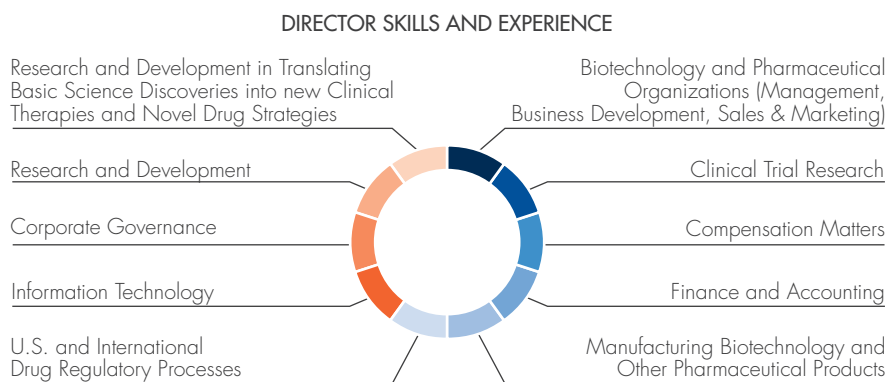 DIRECTOR SKILLS AND EXPERIENCE
Research and Development in Translating
Basic Science Discoveries into new Clinical
Therapies and Novel Drug Strategies
Biotechnology and Pharmaceutical
Organizations (Management,
Business Development, Sales & Marketing)
Research and Development
Clinical Trial Research
Corporate Governance
Compensation Matters
Information Technology
Finance and Accounting
U.S. and International
Drug Regulatory Processes
Manufacturing Biotechnology and
Other Pharmaceutical Products